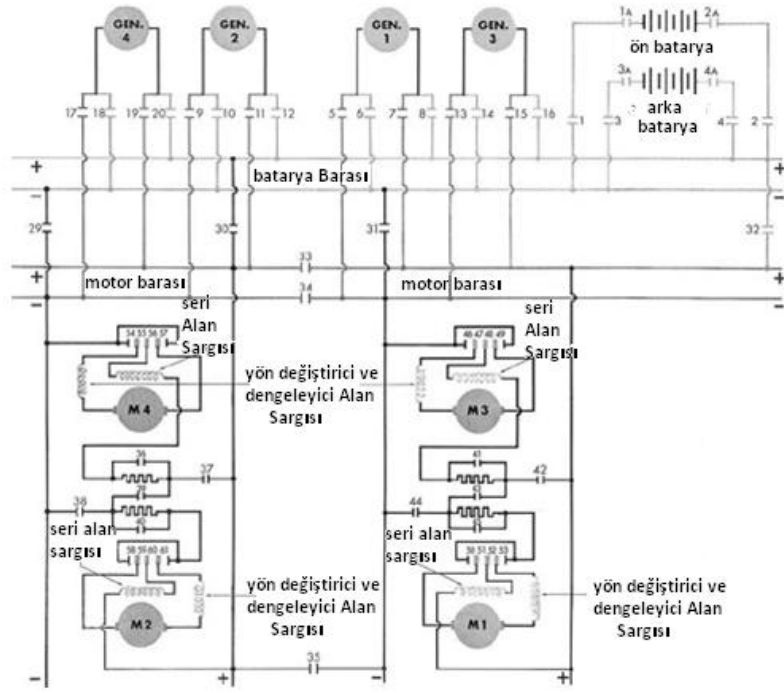 GEN. 4
GEN. 2
GEN. 1
GEN. 3
1A
2A
ön batarya
3A
4A
arka
batarya
17
18
19
20
9
10
11
12
5
6
7
8
13
14
15
16
1
3
4
2
+
+
batarya Barası
−
−
29
30
31
32
33
+
+
motor barası
motor barası
−
34
−
seri
Alan
Sargısı
54 55 56 57
seri
Alan
Sargısı
46 47 48 49
yön değiştirici ve
dengeleyici Alan
Sargısı
M 4
M 3
36
37
41
42
38
39
44
40
seri alan
sargısı
58 59 60 61
seri alan
sargısı
50 51 52 53
yön değiştirici ve
dengeleyici Alan
Sargısı
yön değiştirici ve
dengeleyici Alan
Sargısı
M 2
M 1
35
−
+
−
+